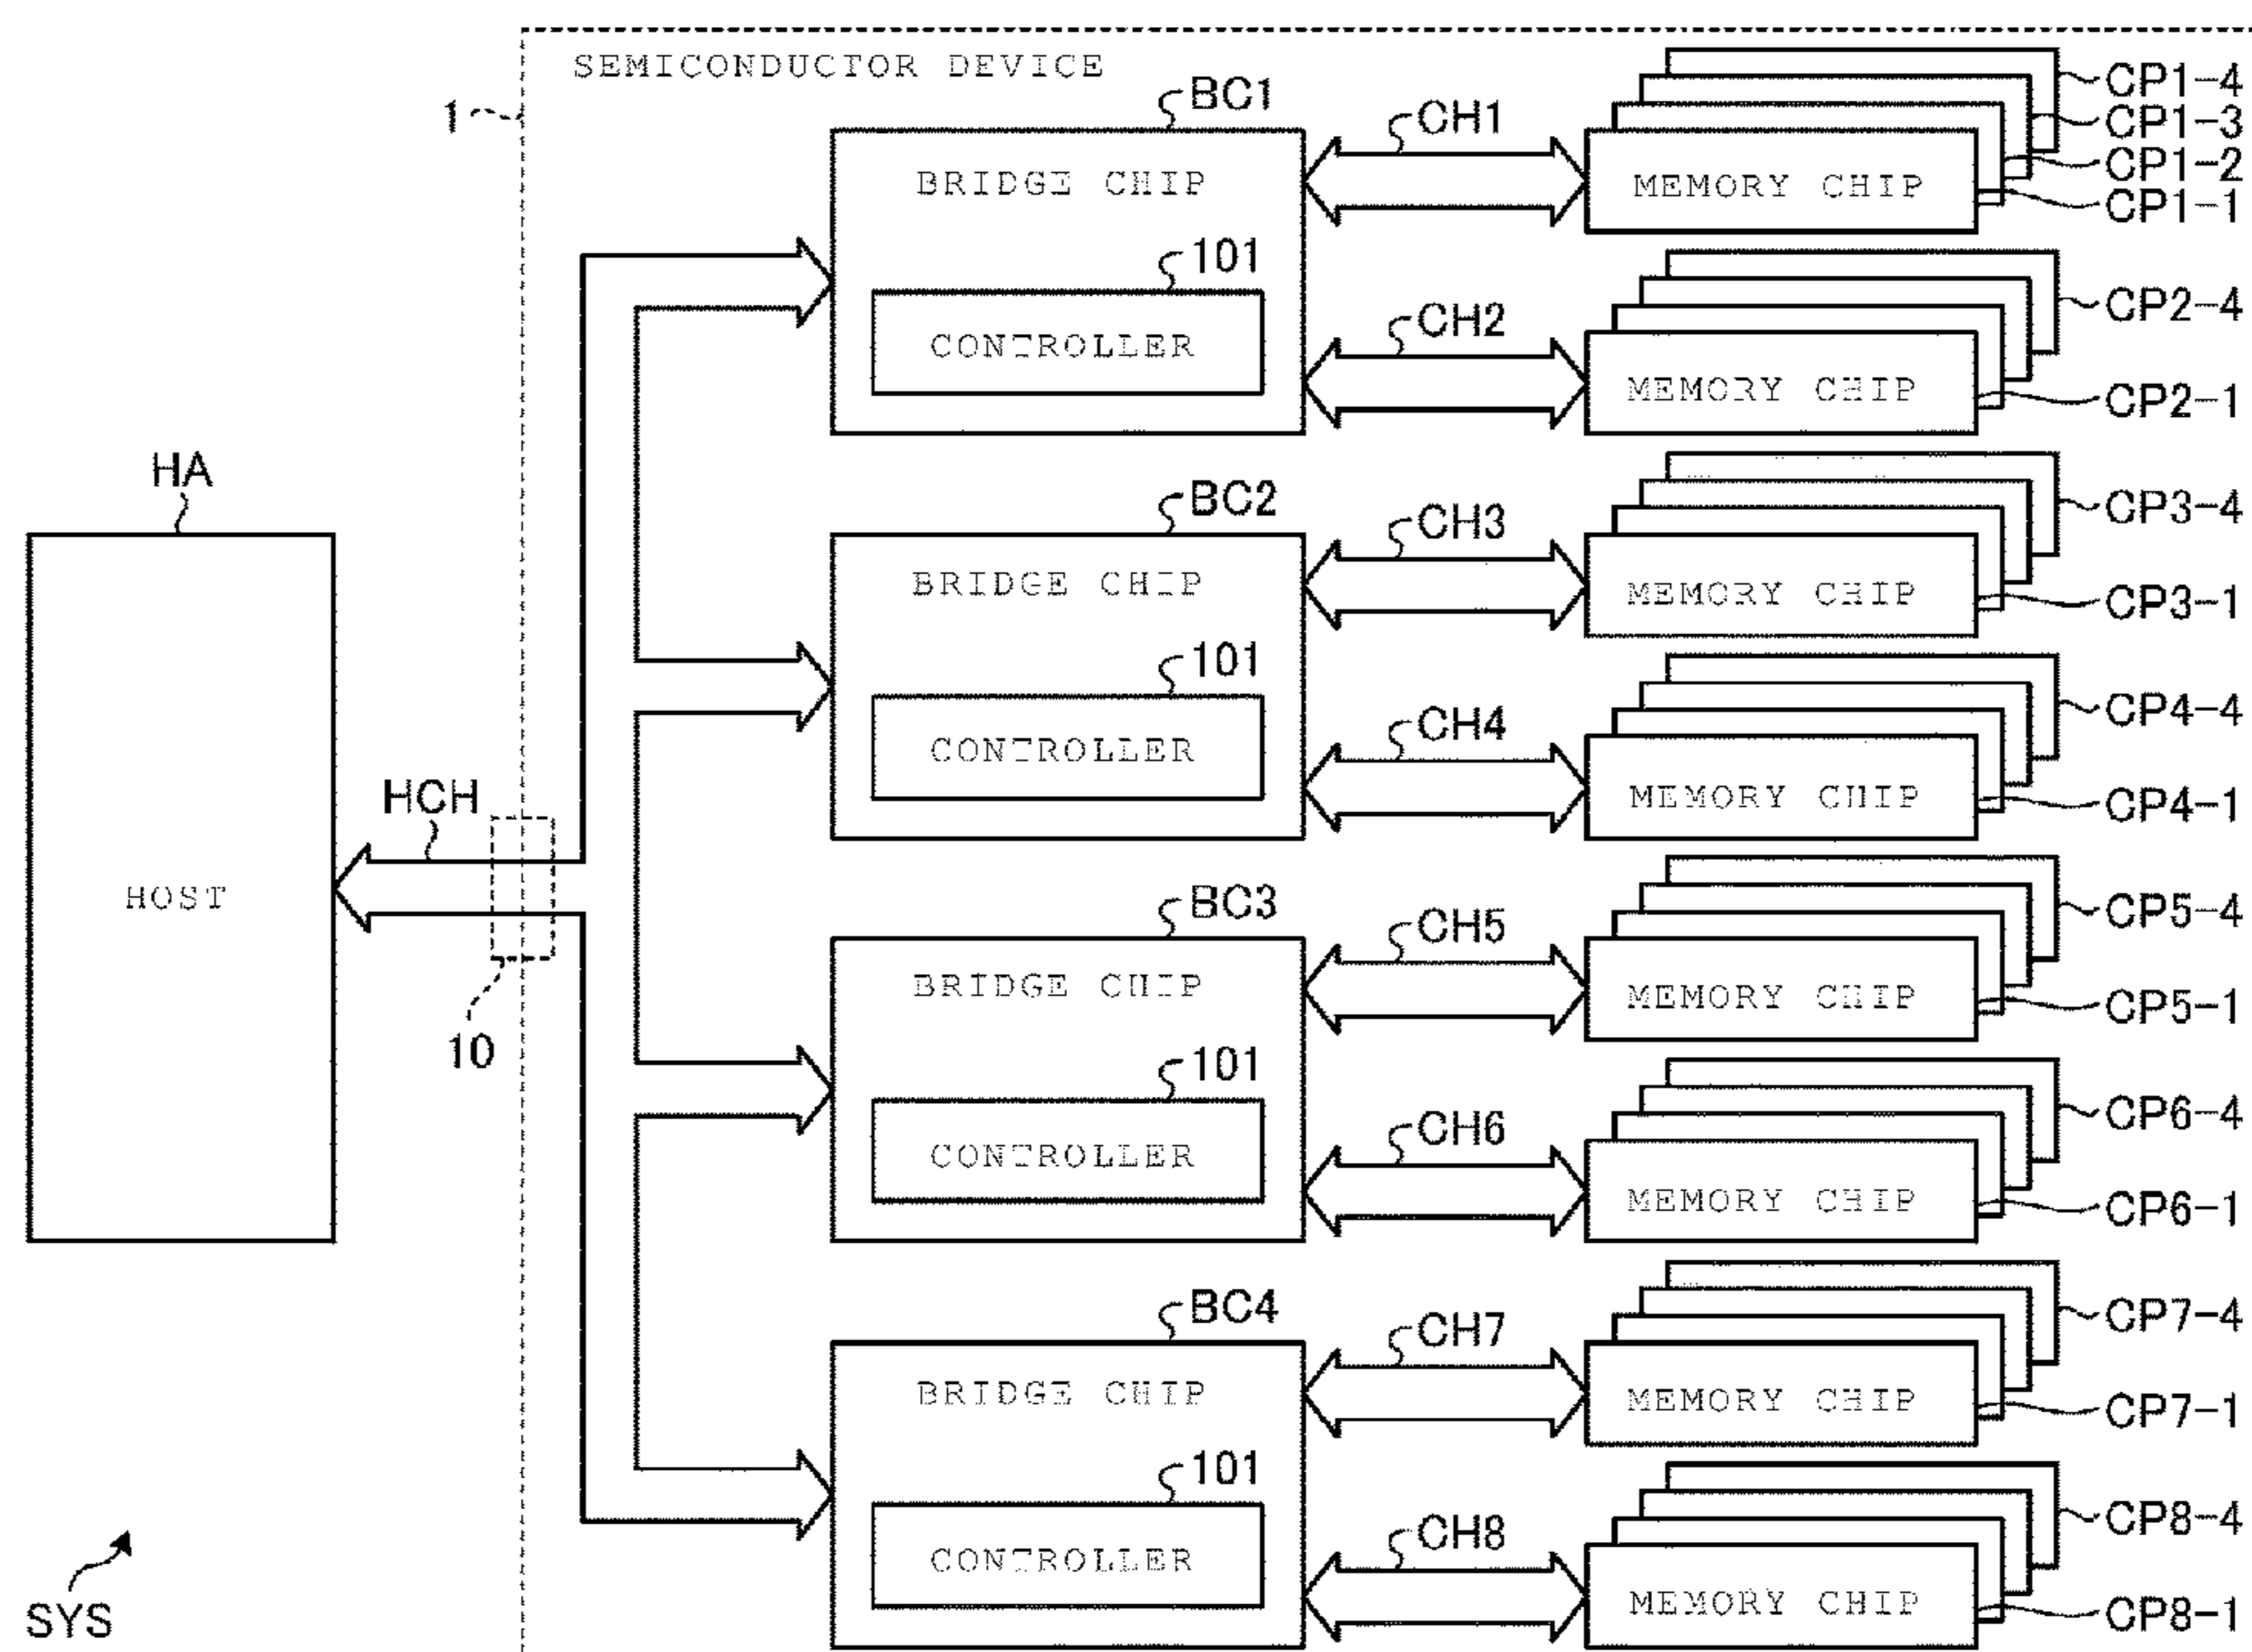 SEMICONDUCTOR DEVICE
1
BC1
BRIDGE CHIP
101
CONTROLLER
CH1
CH2
MEMORY CHIP
CP1-4
CP1-3
CP1-2
CP1-1
MEMORY CHIP
CP2-4
CP2-1
HA
HOST
HCH
10
BC2
BRIDGE CHIP
101
CONTROLLER
CH3
CH4
MEMORY CHIP
CP3-4
CP3-1
MEMORY CHIP
CP4-4
CP4-1
BC3
BRIDGE CHIP
101
CONTROLLER
CH5
CH6
MEMORY CHIP
CP5-4
CP5-1
MEMORY CHIP
CP6-4
CP6-1
BC4
BRIDGE CHIP
101
CONTROLLER
CH7
CH8
MEMORY CHIP
CP7-4
CP7-1
MEMORY CHIP
CP8-4
CP8-1
SYS